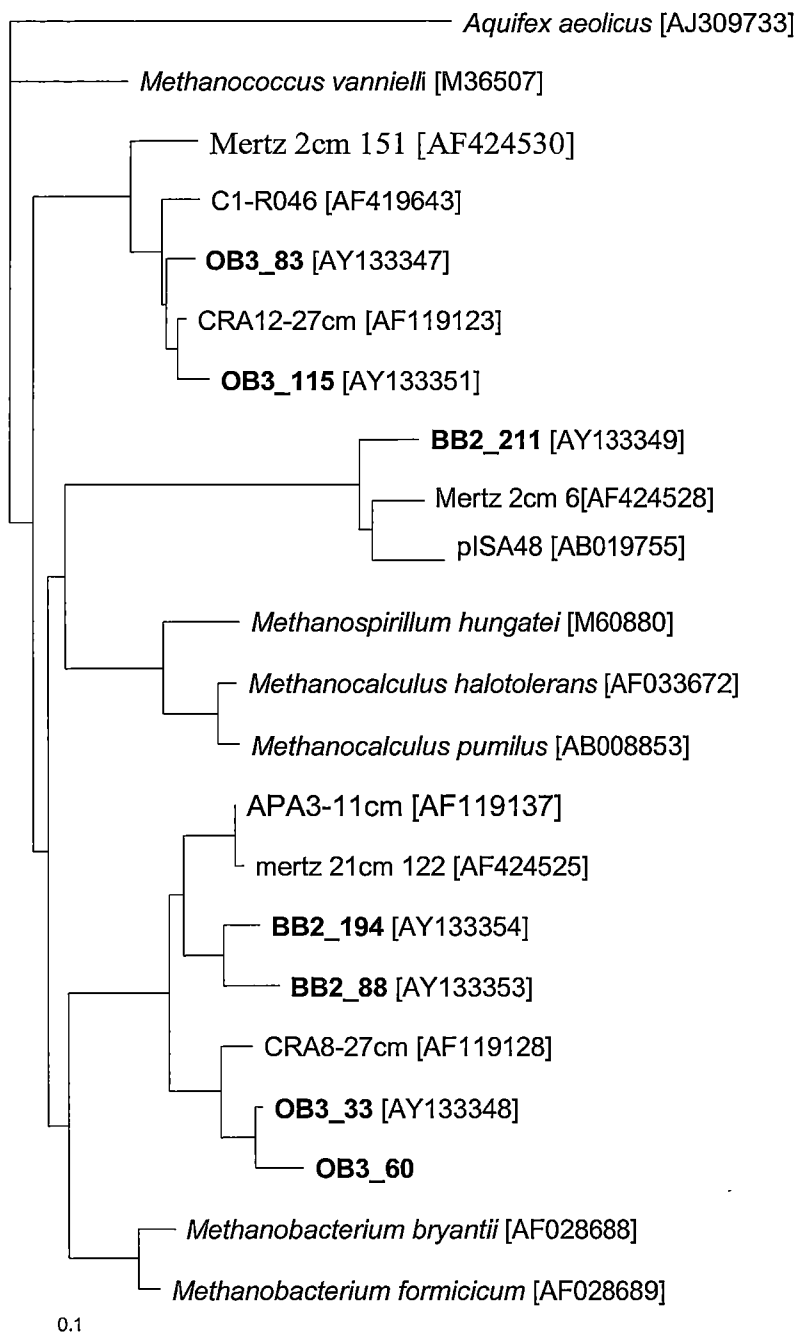 Aquifex aeolicus [AJ309733]
Methanococcus vannielli [M36507]
Mertz 2cm 151 [AF424530]
C1-R046 [AF419643]
OB3_83 [AY133347]
CRA12-27cm [AF119123]
OB3_115 [AY133351]
BB2_211 [AY133349]
Mertz 2cm 6[AF424528]
pISA48 [AB019755]
Methanospirillum hungatei [M60880]
Methanocalculus halotolerans [AF033672]
Methanocalculus pumilus [AB008853]
APA3-11cm [AF119137]
mertz 21cm 122 [AF424525]
BB2_194 [AY133354]
BB2_88 [AY133353]
CRA8-27cm [AF119128]
OB3_33 [AY133348]
OB3_60
Methanobacterium bryantii [AF028688]
Methanobacterium formicicum [AF028689]
0.1